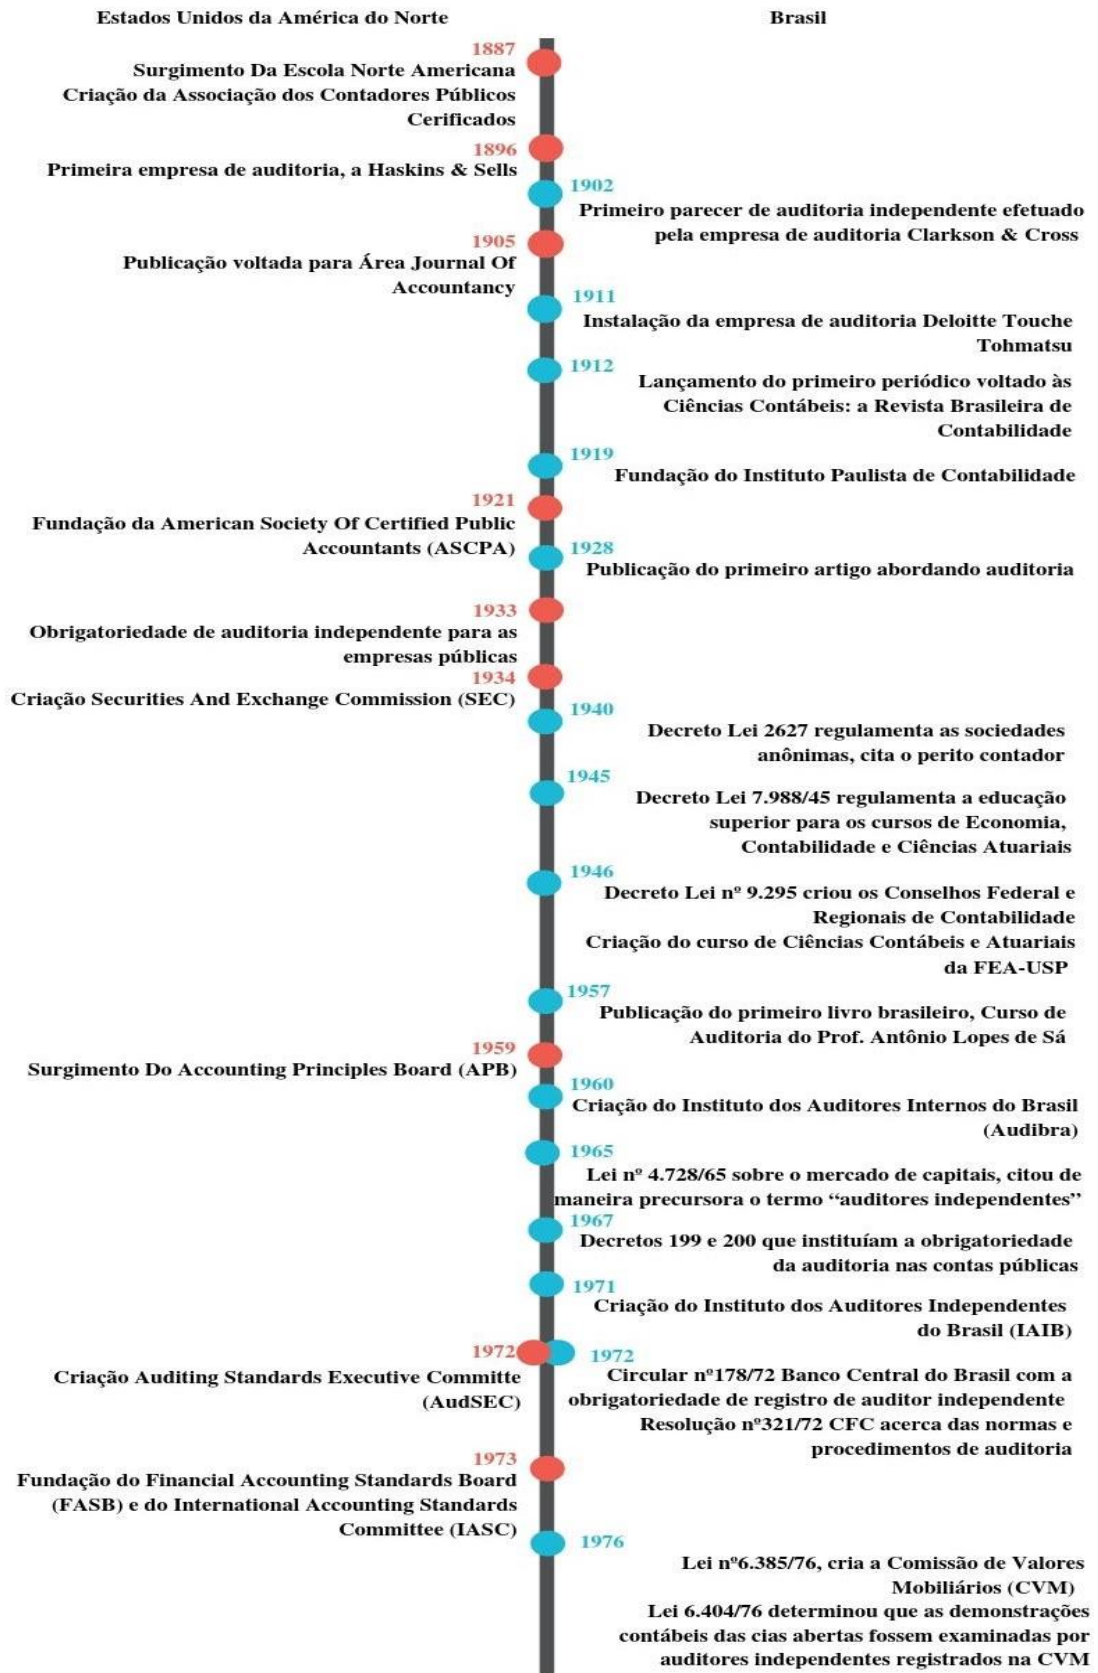 Estados Unidos da América do Norte
Brasil
1887
Surgimento Da Escola Norte Americana
Criação da Associação dos Contadores Públicos
Cerificados
1896
Primeira empresa de auditoria, a Haskins & Sells
1902
Primeiro parecer de auditoria independente efetuado
pela empresa de auditoria Clarkson & Cross
1905
Publicação voltada para Área Journal Of
Accountancy
1911
Instalação da empresa de auditoria Deloitte Touche
Tohmatsu
1912
Lançamento do primeiro periódico voltado às
Ciências Contábeis: a Revista Brasileira de
Contabilidade
1919
Fundação do Instituto Paulista de Contabilidade
1921
Fundação da American Society Of Certified Public
Accountants (ASCPA)
1928
Publicação do primeiro artigo abordando auditoria
1933
Obrigatoriedade de auditoria independente para as
empresas públicas
1934
Criação Securities And Exchange Commission (SEC)
1940
Decreto Lei 2627 regulamenta as sociedades
anônimas, cita o perito contador
1945
Decreto Lei 7.988/45 regulamenta a educação
superior para os cursos de Economia,
Contabilidade e Ciências Atuariais
1946
Decreto Lei nº 9.295 criou os Conselhos Federal e
Regionais de Contabilidade
Criação do curso de Ciências Contábeis e Atuariais
da FEA-USP
1957
Publicação do primeiro livro brasileiro, Curso de
Auditoria do Prof. Antônio Lopes de Sá
1959
Surgimento Do Accounting Principles Board (APB)
1960
Criação do Instituto dos Auditores Internos do Brasil
(Audibra)
1965
Lei nº 4.728/65 sobre o mercado de capitais, citou de
maneira precursora o termo “auditores independentes”
1967
Decretos 199 e 200 que instituíam a obrigatoriedade
da auditoria nas contas públicas
1971
Criação do Instituto dos Auditores Independentes
do Brasil (IAIB)
1972
Criação Auditing Standards Executive Committe
(AudSEC)
1972
Circular nº178/72 Banco Central do Brasil com a
obrigatoriedade de registro de auditor independente
Resolução nº321/72 CFC acerca das normas e
procedimentos de auditoria
1973
Fundação do Financial Accounting Standards Board
(FASB) e do International Accounting Standards
Committee (IASC)
1976
Lei nº6.385/76, cria a Comissão de Valores
Mobiliários (CVM)
Lei 6.404/76 determinou que as demonstrações
contábeis das cias abertas fossem examinadas por
auditores independentes registrados na CVM